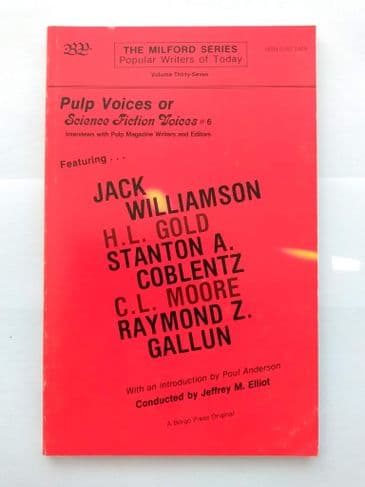 BP
THE MILFORD SERIES
Popular Writers of Today
Volume Thirty-Seven
Pulp Voices or
Science Fiction Voices #6
Interviews with Pulp Magazine Writers and Editors
Featuring . . .
JACK
WILLIAMSON
H.L. GOLD
STANTON A.
COBLENTZ
C.L. MOORE
RAYMOND Z.
GALLUN
With an introduction by Poul Anderson
Conducted by Jeffrey M. Elliot
A Borgo Press Original